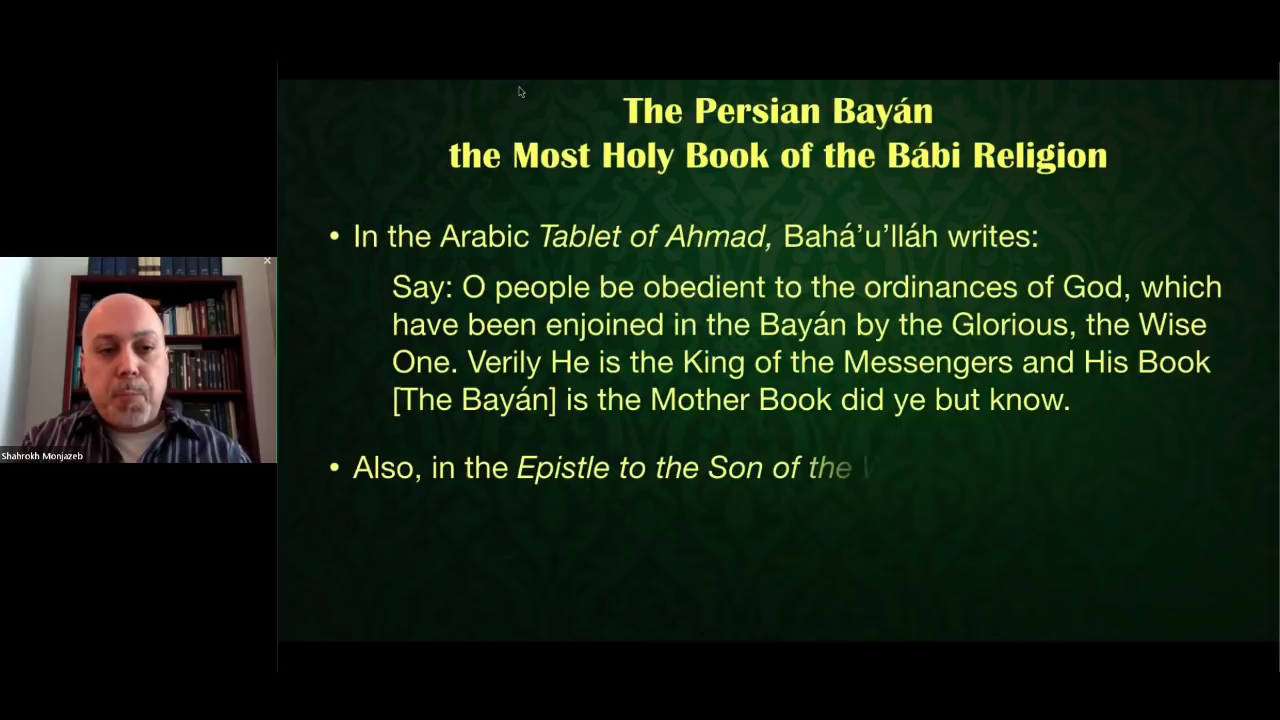 The Persian Bayán
the Most Holy Book of the Bábi Religion
• In the Arabic Tablet of Ahmad, Bahá’u’lláh writes:
Say: O people be obedient to the ordinances of God, which
have been enjoined in the Bayán by the Glorious, the Wise
One. Verily He is the King of the Messengers and His Book
[The Bayán] is the Mother Book did ye but know.
• Also, in the Epistle to the Son of the
Shahrokh Monjazeb